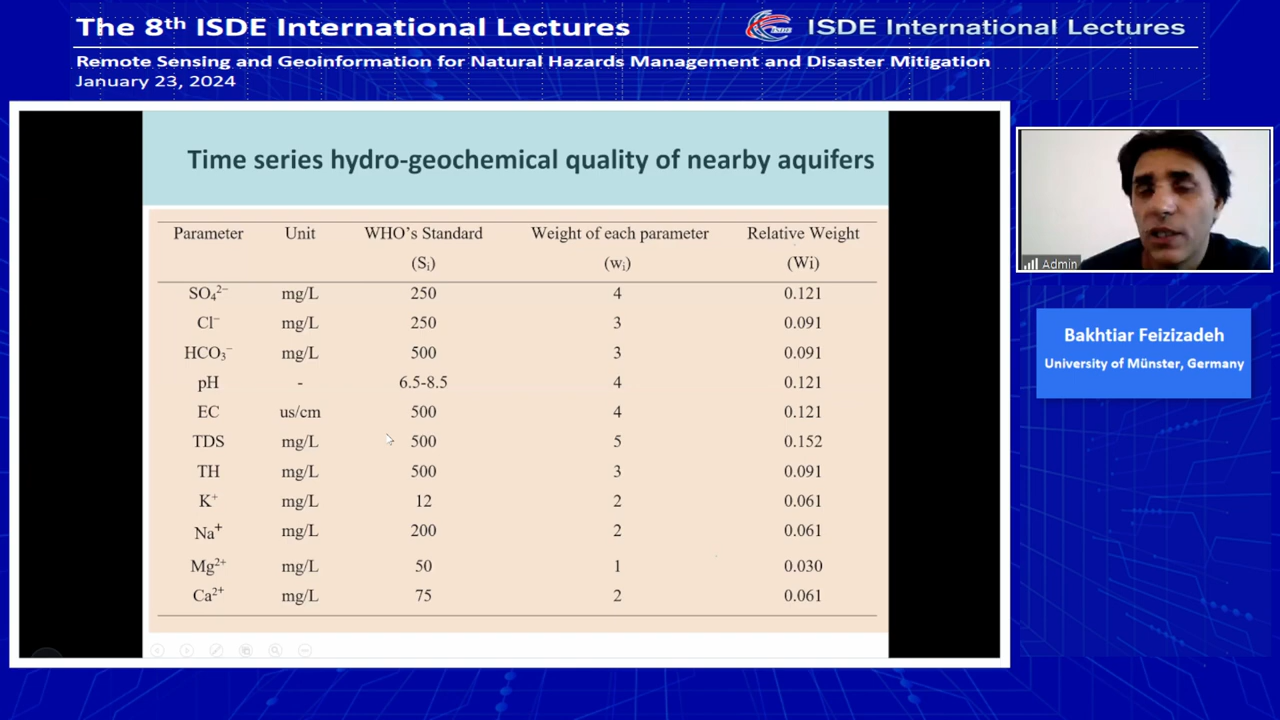 The 8th ISDE International Lectures
ISDE
ISDE International Lectures
Remote Sensing and Geoinformation for Natural Hazards Management and Disaster Mitigation
January 23, 2024
Time series hydro-geochemical quality of nearby aquifers
Parameter Unit WHO's Standard Weight of each parameter Relative Weight
(Sᵢ) (wᵢ) (Wi)
SO₄²⁻ mg/L 250 4 0.121
Cl⁻ mg/L 250 3 0.091
HCO₃⁻ mg/L 500 3 0.091
pH - 6.5-8.5 4 0.121
EC us/cm 500 4 0.121
TDS mg/L 500 5 0.152
TH mg/L 500 3 0.091
K⁺ mg/L 12 2 0.061
Na⁺ mg/L 200 2 0.061
Mg²⁺ mg/L 50 1 0.030
Ca²⁺ mg/L 75 2 0.061
Admin
Bakhtiar Feizizadeh
University of Münster, Germany